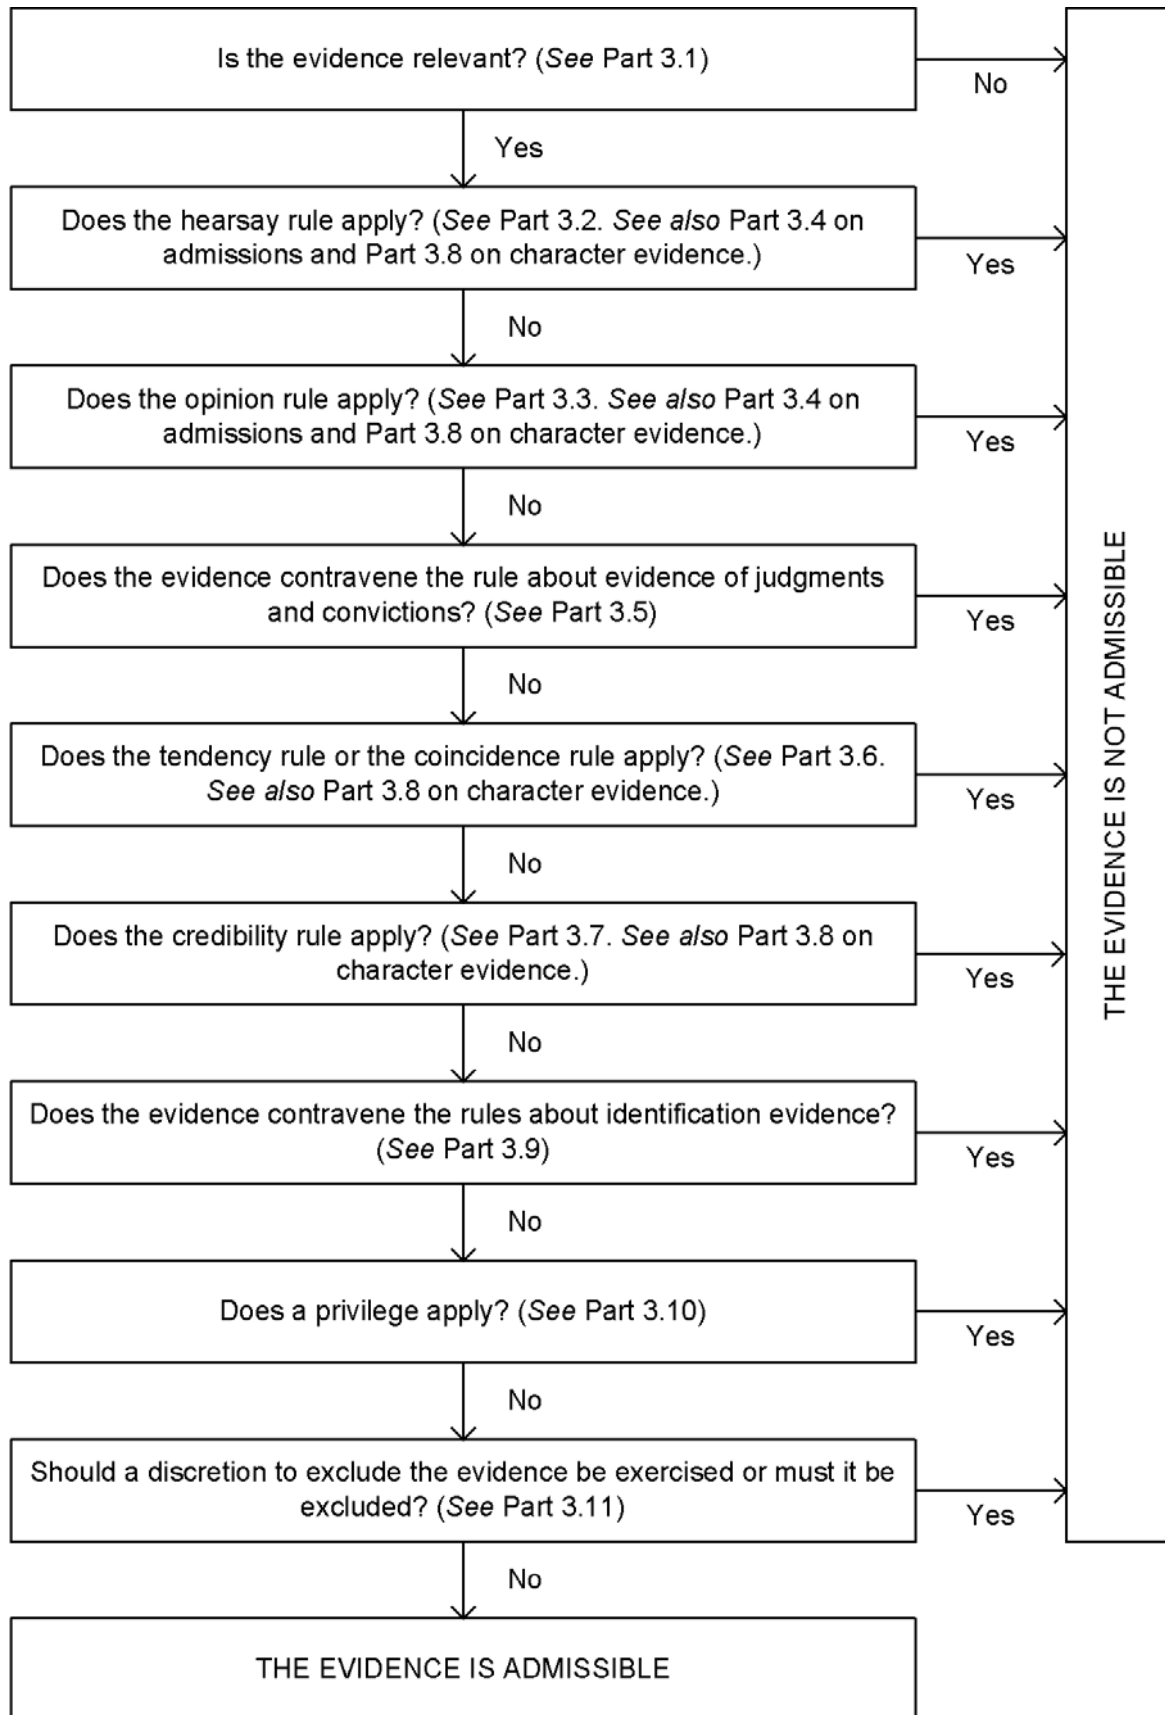 Is the evidence relevant? (See Part 3.1)
No
Yes
Does the hearsay rule apply? (See Part 3.2. See also Part 3.4 on
admissions and Part 3.8 on character evidence.)
Yes
No
Does the opinion rule apply? (See Part 3.3. See also Part 3.4 on
admissions and Part 3.8 on character evidence.)
Yes
No
Does the evidence contravene the rule about evidence of judgments
and convictions? (See Part 3.5)
Yes
No
Does the tendency rule or the coincidence rule apply? (See Part 3.6.
See also Part 3.8 on character evidence.)
Yes
No
Does the credibility rule apply? (See Part 3.7. See also Part 3.8 on
character evidence.)
Yes
No
Does the evidence contravene the rules about identification evidence?
(See Part 3.9)
Yes
No
Does a privilege apply? (See Part 3.10)
Yes
No
Should a discretion to exclude the evidence be exercised or must it be
excluded? (See Part 3.11)
Yes
No
THE EVIDENCE IS ADMISSIBLE
THE EVIDENCE IS NOT ADMISSIBLE